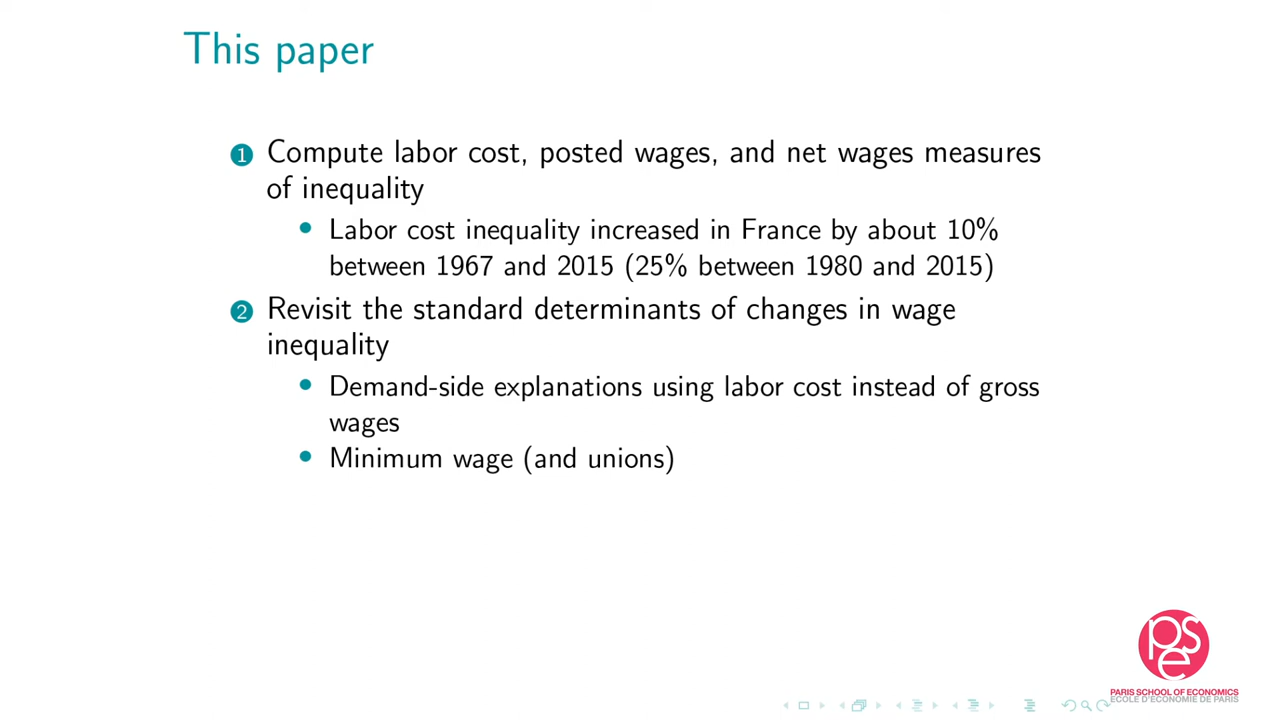 This paper
1 Compute labor cost, posted wages, and net wages measures
of inequality
• Labor cost inequality increased in France by about 10%
between 1967 and 2015 (25% between 1980 and 2015)
2 Revisit the standard determinants of changes in wage
inequality
• Demand-side explanations using labor cost instead of gross
wages
• Minimum wage (and unions)
pse
PARIS SCHOOL OF ECONOMICS
ECOLE D'ECONOMIE DE PARIS